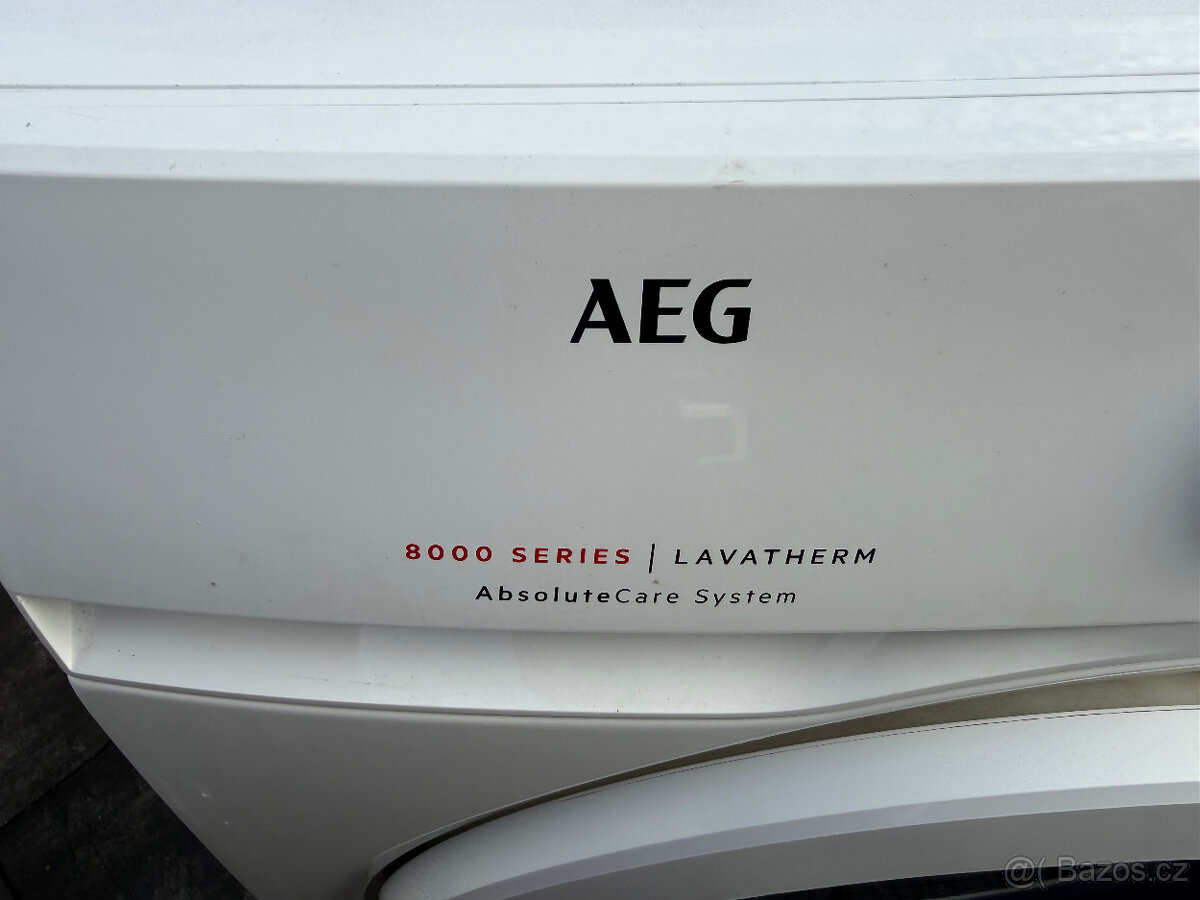 AEG
8000 SERIES | LAVATHERM
AbsoluteCare System
@( Bazos.cz